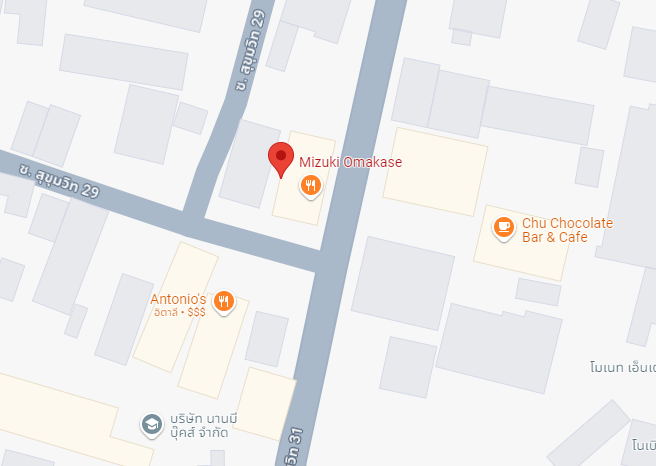 ซ. สุขุมวิท 29
Mizuki Omakase
ซ. สุขุมวิท 29
Chu Chocolate
Bar & Cafe
Antonio's
อิตาลี • $$$
โมเนท เอ็น
บริษัท นานมี
บุ๊คส์ จำกัด
วิท 31